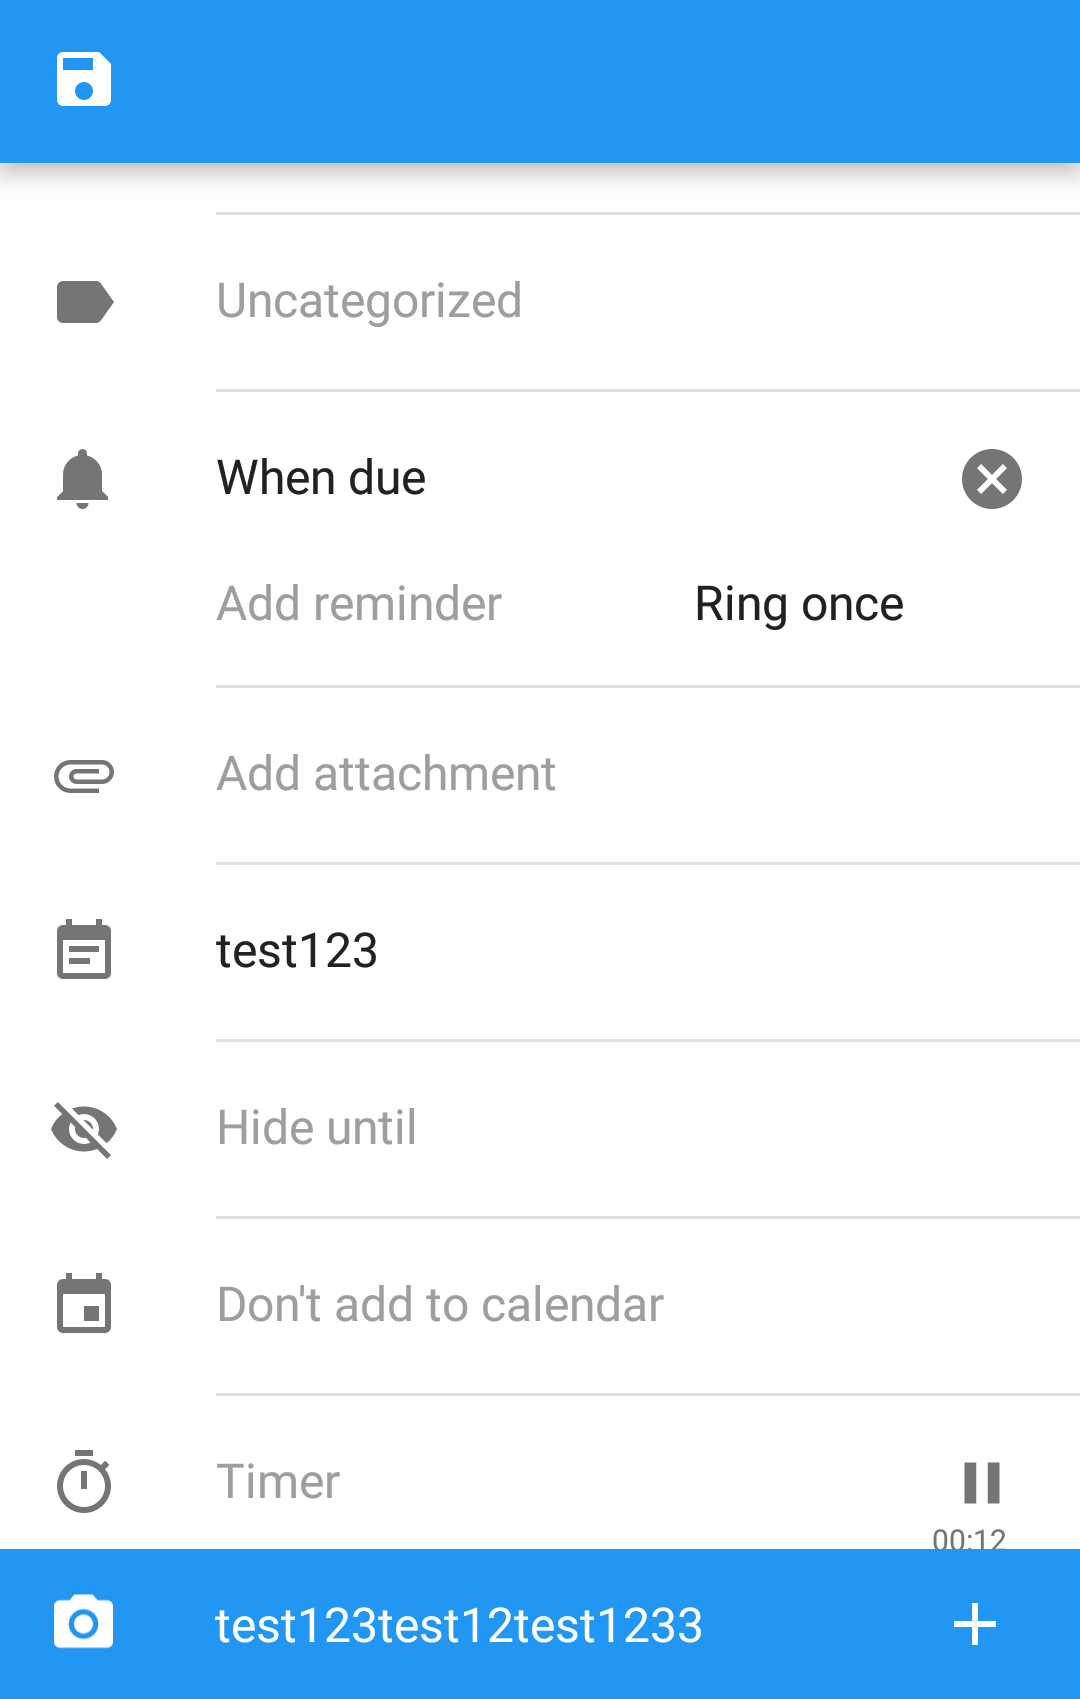 Uncategorized
When due
Add reminder Ring once
Add attachment
test123
Hide until
Don't add to calendar
Timer
00:12
test123test12test1233